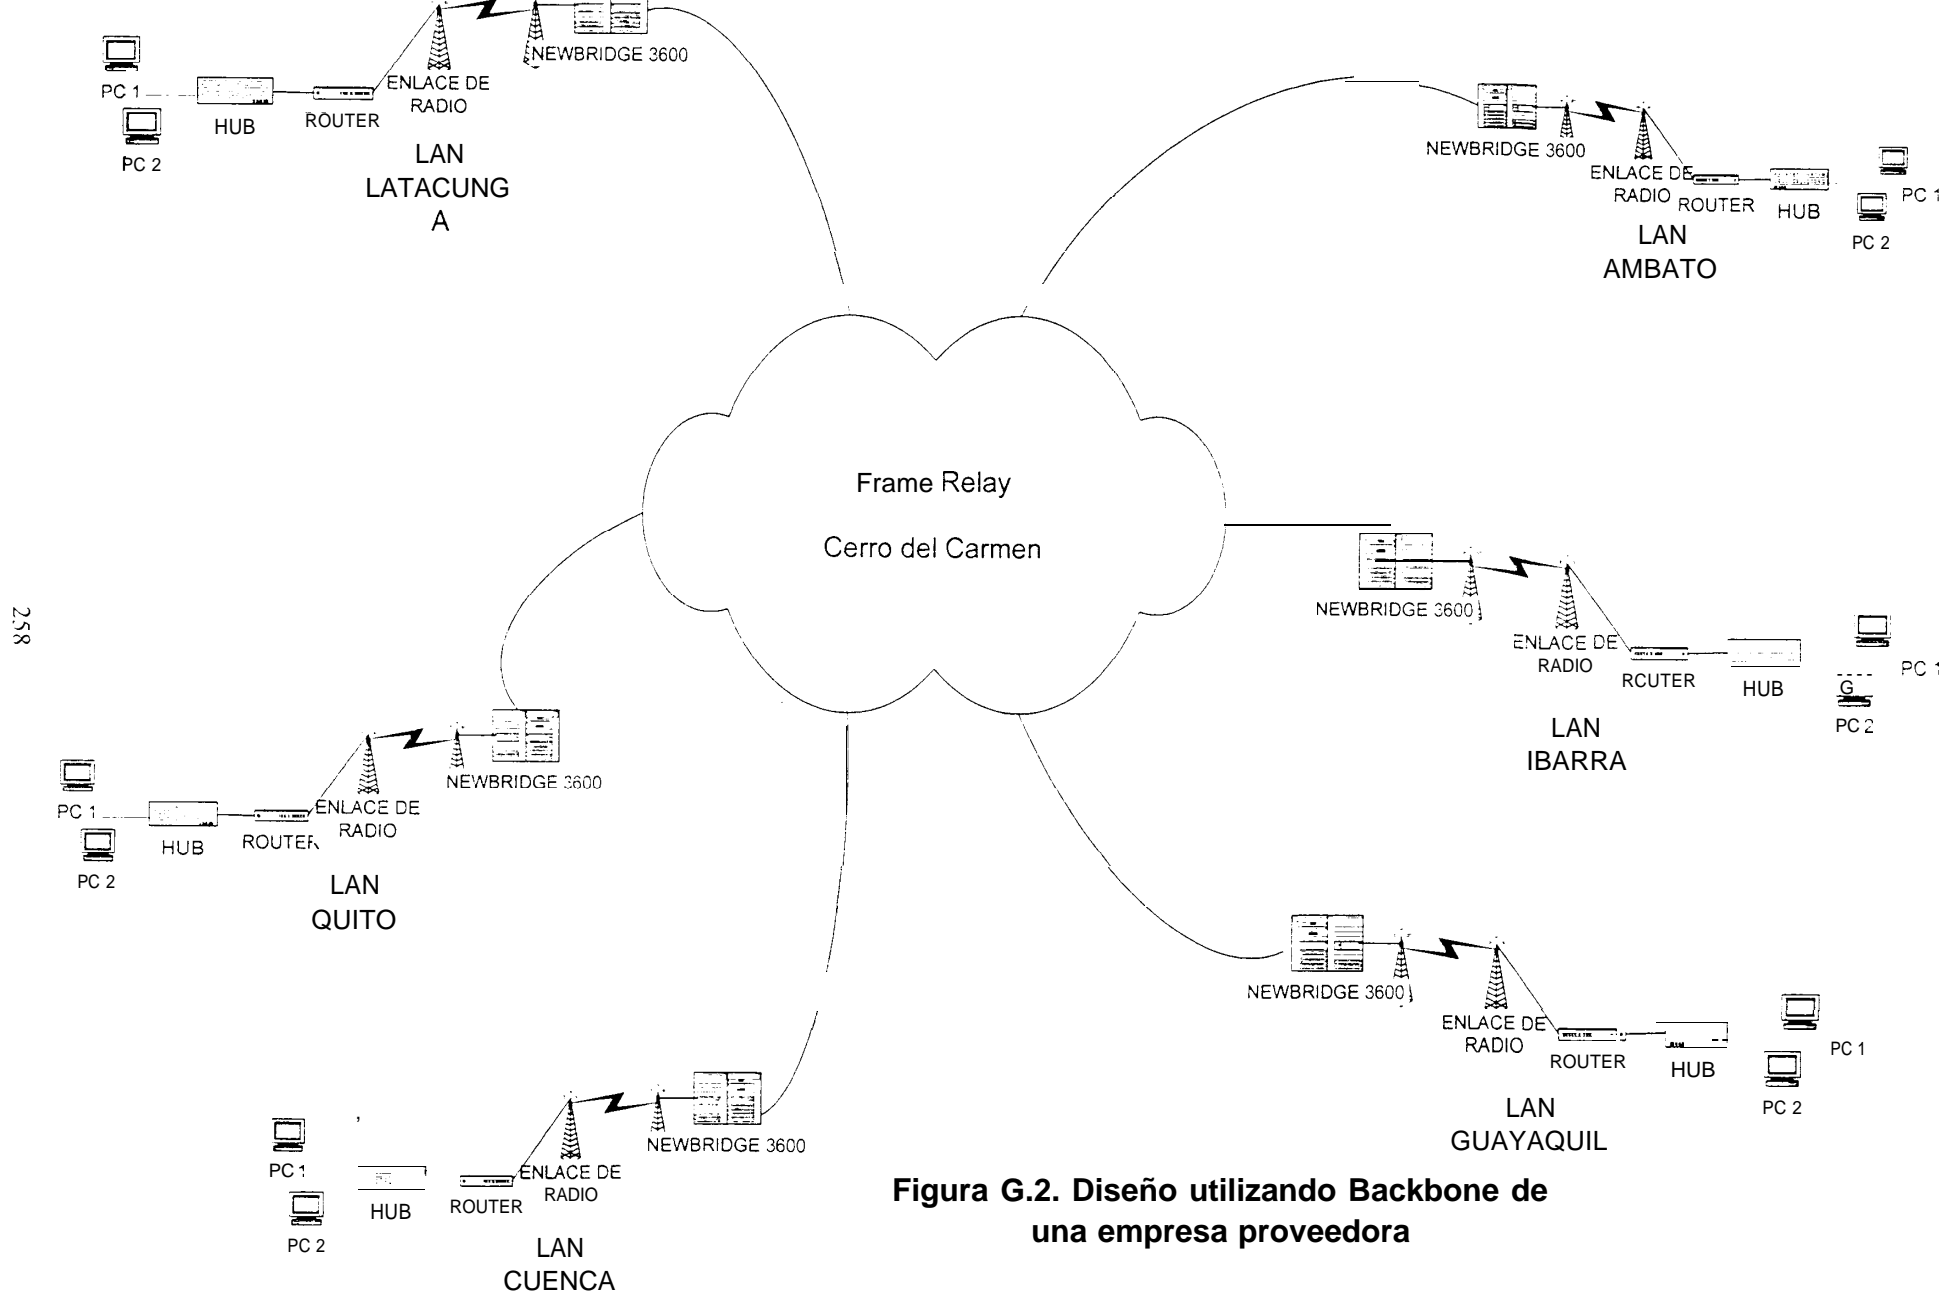 NEWBRIDGE 3600
PC 1
ENLACE DE
RADIO
HUB
ROUTER
PC 2
LAN
LATACUNG
A
NEWBRIDGE 3600
ENLACE DE
RADIO
ROUTER
HUB
PC 1
PC 2
LAN
AMBATO
Frame Relay
Cerro del Carmen
NEWBRIDGE 3600
ENLACE DE
RADIO
RCUTER
HUB
PC 1
G
PC 2
LAN
IBARRA
258
NEWBRIDGE 3600
PC 1
ENLACE DE
RADIO
HUB
ROUTER
PC 2
LAN
QUITO
NEWBRIDGE 3600
ENLACE DE
RADIO
ROUTER
HUB
PC 1
PC 2
LAN
GUAYAQUIL
NEWBRIDGE 3600
PC 1
ENLACE DE
RADIO
HUB
ROUTER
PC 2
LAN
CUENCA
Figura G.2. Diseño utilizando Backbone de
una empresa proveedora